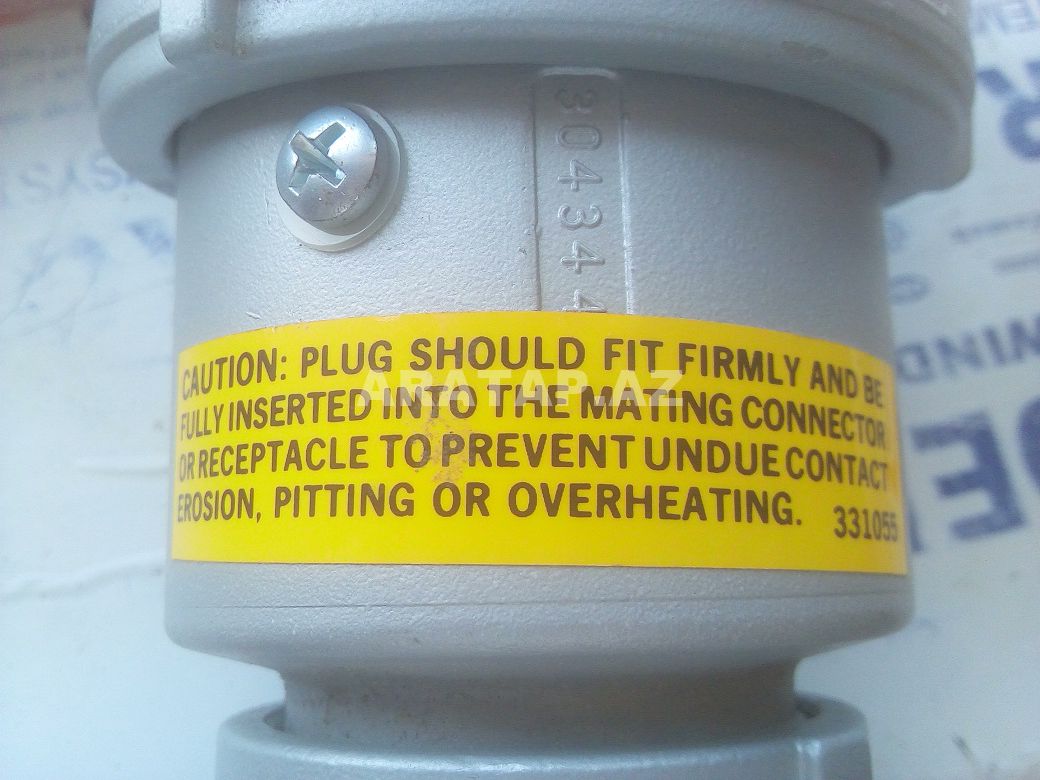 304344
CAUTION: PLUG SHOULD FIT FIRMLY AND BE
FULLY INSERTED INTO THE MATING CONNECTOR
OR RECEPTACLE TO PREVENT UNDUE CONTACT
EROSION, PITTING OR OVERHEATING. 331055
ARATAP.AZ